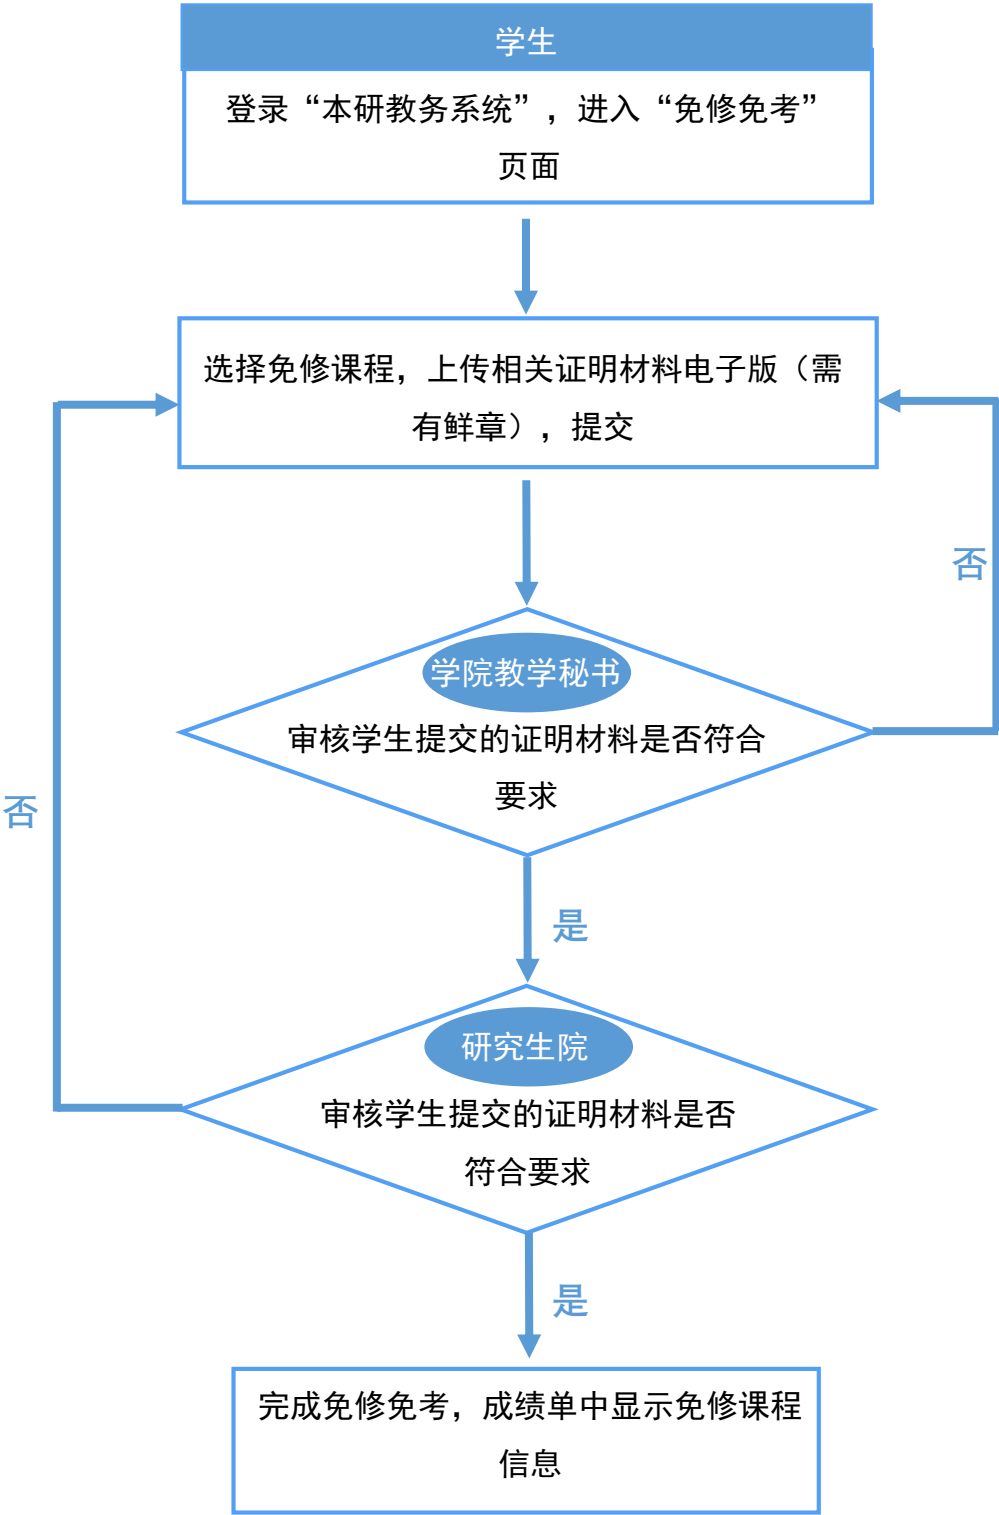 学生
登录“本研教务系统”，进入“免修免考”
页面
选择免修课程，上传相关证明材料电子版（需
有鲜章），提交
否
学院教学秘书
审核学生提交的证明材料是否符合
要求
否
是
研究生院
审核学生提交的证明材料是否
符合要求
是
完成免修免考，成绩单中显示免修课程
信息